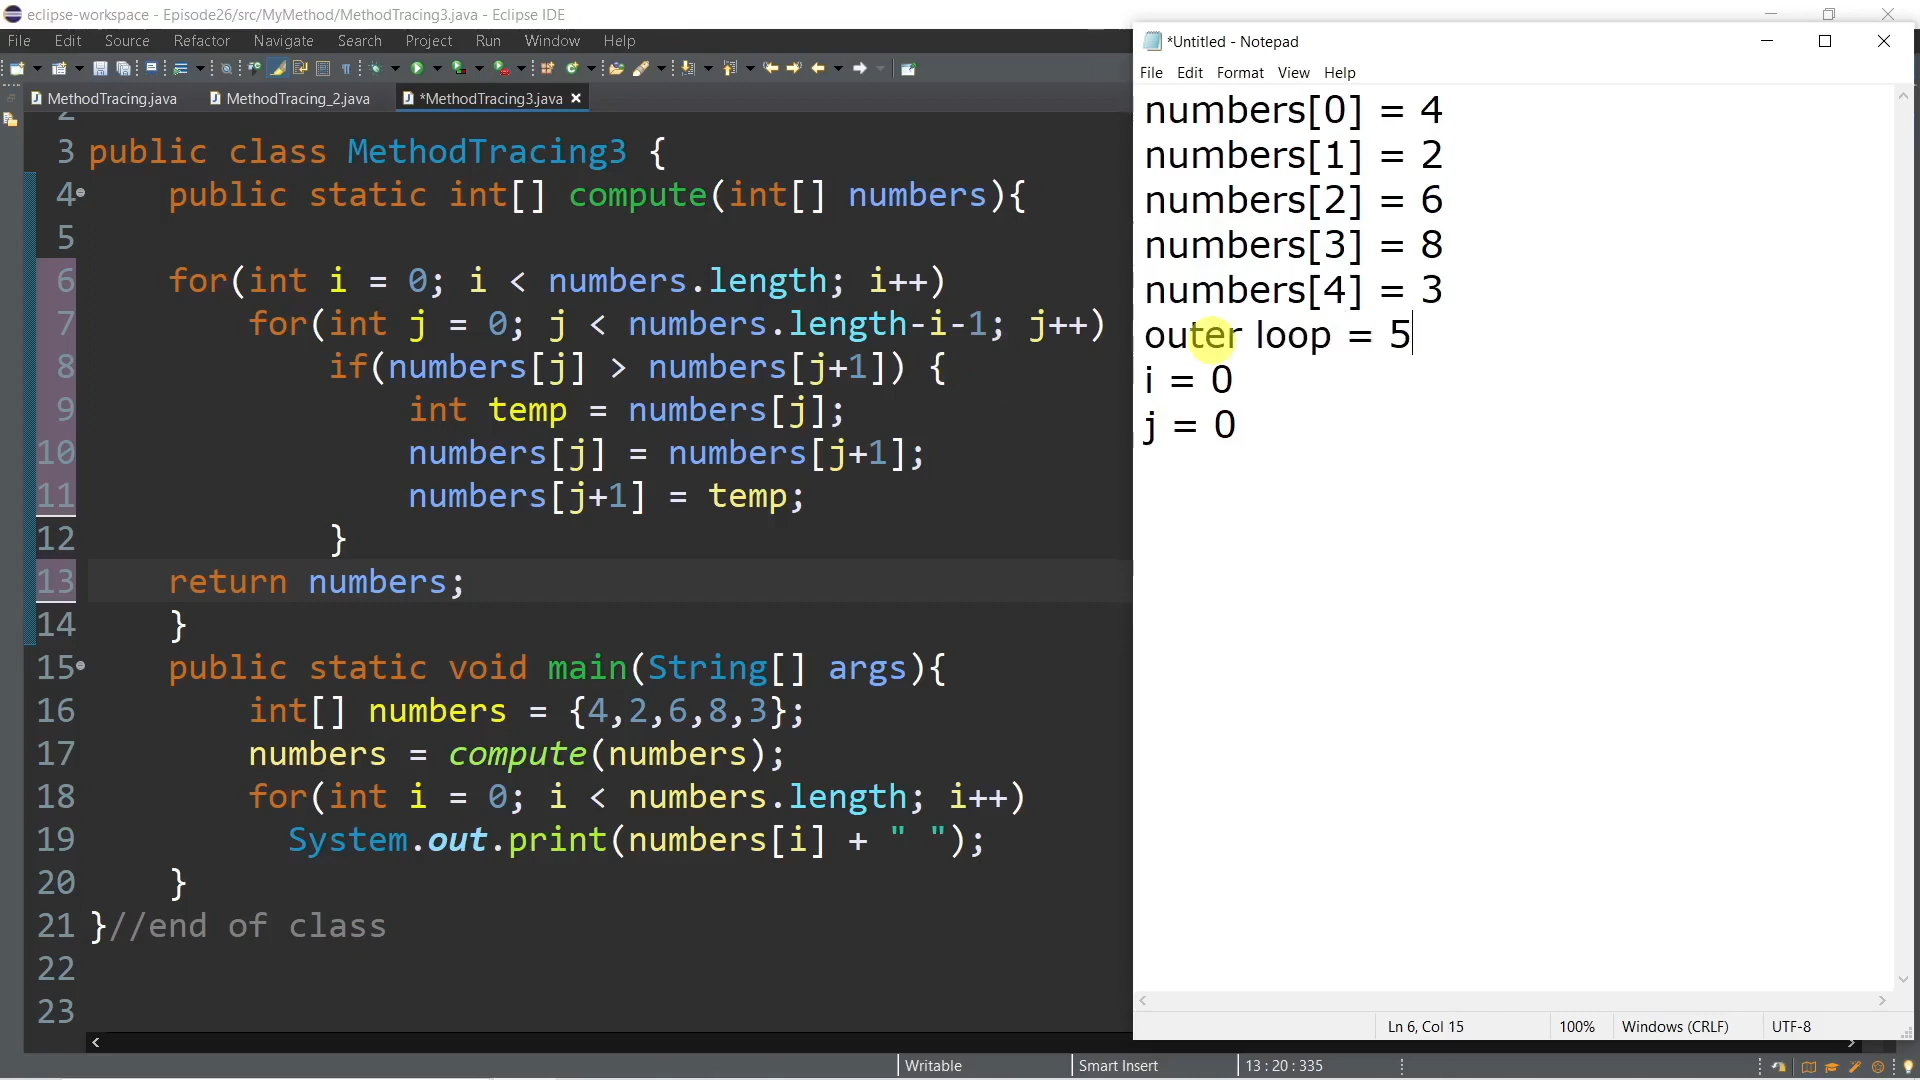 eclipse-workspace - Episode26/src/MyMethod/MethodTracing3.java - Eclipse IDE
File Edit Source Refactor Navigate Search Project Run Window Help
MethodTracing.java MethodTracing_2.java *MethodTracing3.java
2
3 public class MethodTracing3 {
4 public static int[] compute(int[] numbers){
5
6 for(int i = 0; i < numbers.length; i++)
7 for(int j = 0; j < numbers.length-i-1; j++)
8 if(numbers[j] > numbers[j+1]) {
9 int temp = numbers[j];
10 numbers[j] = numbers[j+1];
11 numbers[j+1] = temp;
12 }
13 return numbers;
14 }
15 public static void main(String[] args){
16 int[] numbers = {4,2,6,8,3};
17 numbers = compute(numbers);
18 for(int i = 0; i < numbers.length; i++)
19 System.out.print(numbers[i] + " ");
20 }
21 }//end of class
22
23
Writable Smart Insert 13 : 20 : 335
*Untitled - Notepad
File Edit Format View Help
numbers[0] = 4
numbers[1] = 2
numbers[2] = 6
numbers[3] = 8
numbers[4] = 3
outer loop = 5
i = 0
j = 0
Ln 6, Col 15 100% Windows (CRLF) UTF-8